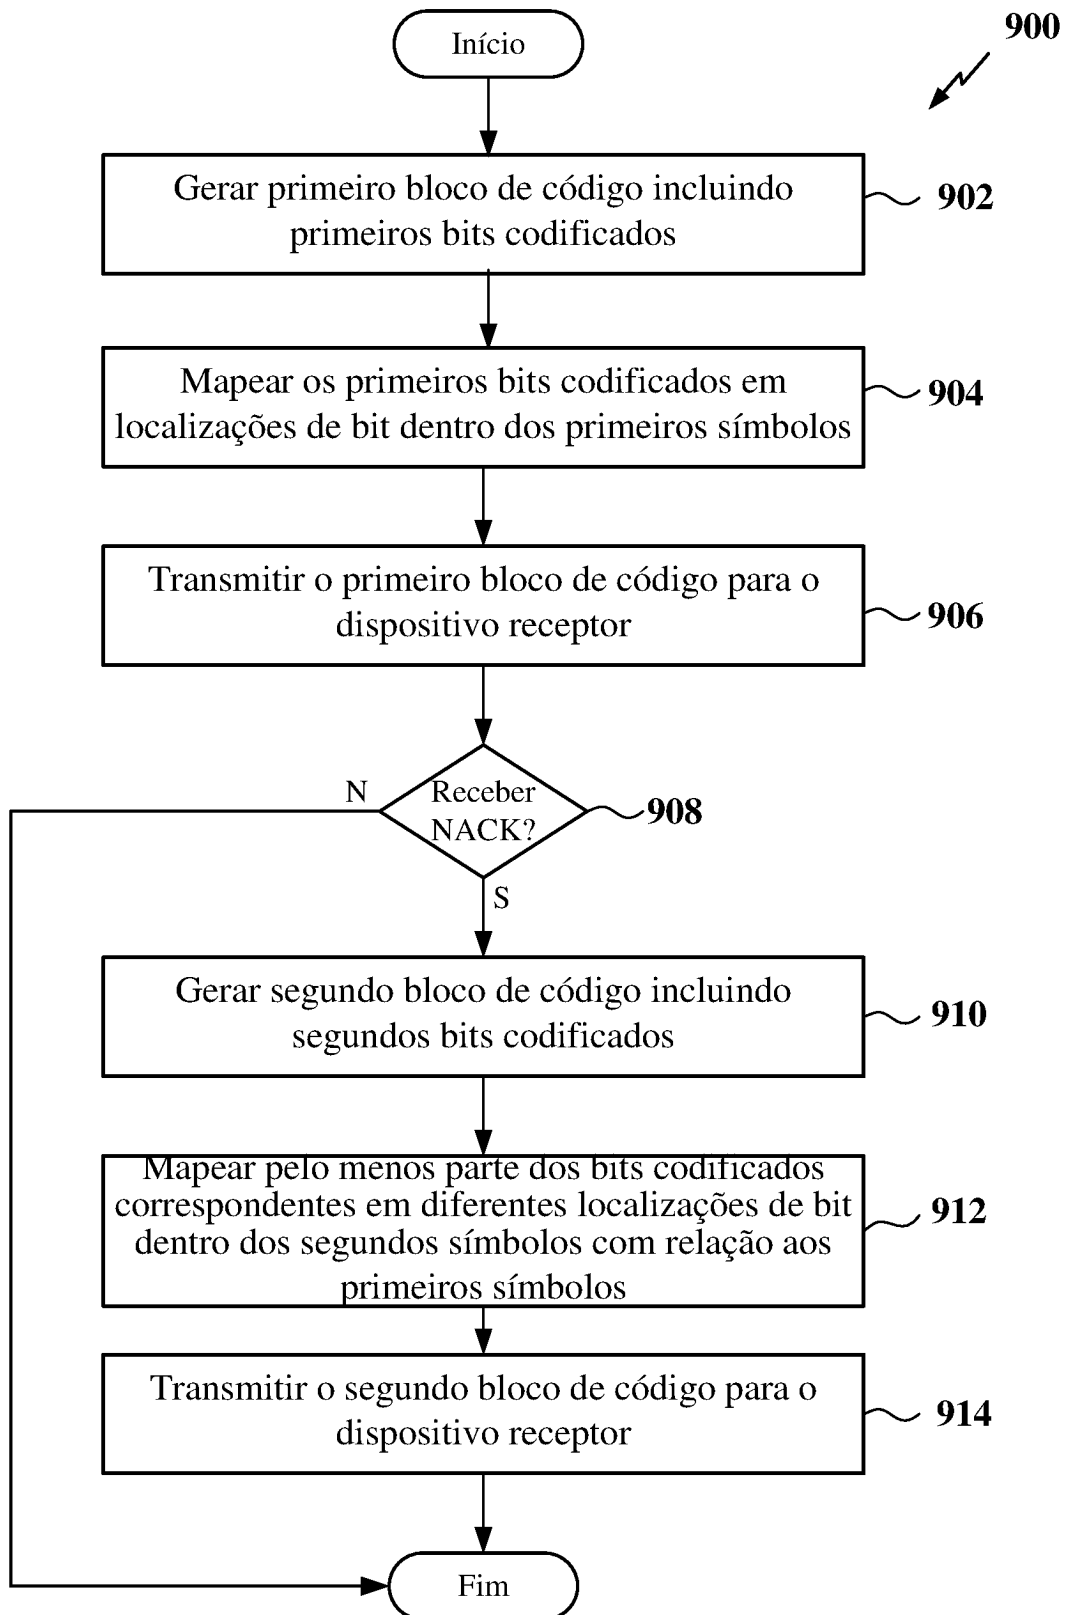 Início
900
Gerar primeiro bloco de código incluindo
primeiros bits codificados
902
Mapear os primeiros bits codificados em
localizações de bit dentro dos primeiros símbolos
904
Transmitir o primeiro bloco de código para o
dispositivo receptor
906
N
Receber
NACK?
908
S
Gerar segundo bloco de código incluindo
segundos bits codificados
910
Mapear pelo menos parte dos bits codificados
correspondentes em diferentes localizações de bit
dentro dos segundos símbolos com relação aos
primeiros símbolos
912
Transmitir o segundo bloco de código para o
dispositivo receptor
914
Fim